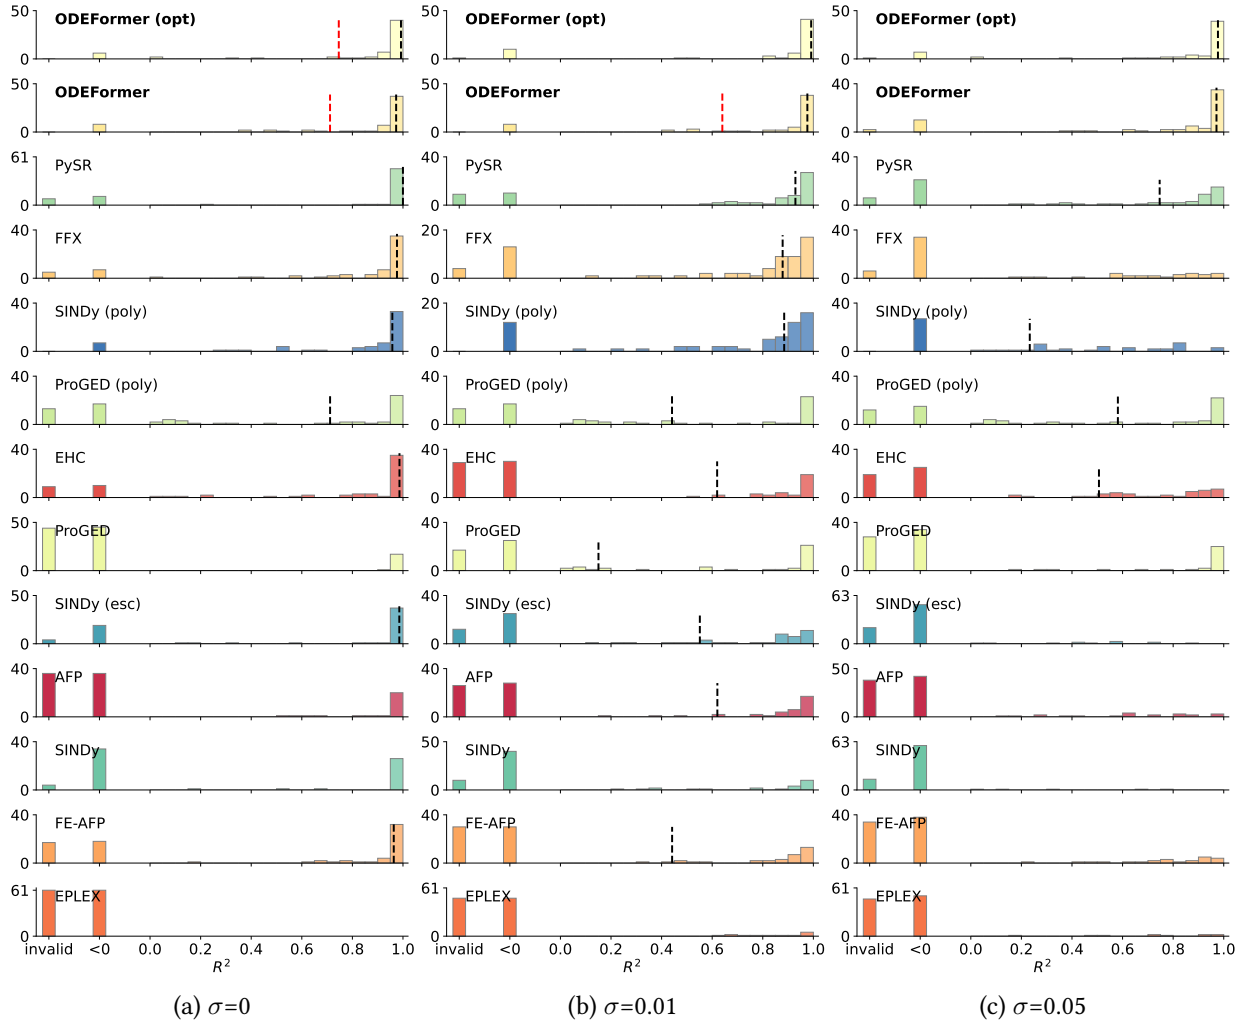 50
ODEFormer (opt)
0
50
ODEFormer
0
61
PySR
0
40
FFX
0
40
SINDy (poly)
0
40
ProGED (poly)
0
40
EHC
0
50
ProGED
0
50
SINDy (esc)
0
40
AFP
0
40
SINDy
0
40
FE-AFP
0
61
EPLEX
0
invalid <0 0.0 0.2 0.4 0.6 0.8 1.0
R²
(a) σ=0
50
ODEFormer (opt)
0
50
ODEFormer
0
40
PySR
0
20
FFX
0
20
SINDy (poly)
0
40
ProGED (poly)
0
40
EHC
0
40
ProGED
0
40
SINDy (esc)
0
40
AFP
0
50
SINDy
0
40
FE-AFP
0
61
EPLEX
0
invalid <0 0.0 0.2 0.4 0.6 0.8 1.0
R²
(b) σ=0.01
50
ODEFormer (opt)
0
40
ODEFormer
0
40
PySR
0
40
FFX
0
40
SINDy (poly)
0
40
ProGED (poly)
0
40
EHC
0
40
ProGED
0
63
SINDy (esc)
0
50
AFP
0
63
SINDy
0
40
FE-AFP
0
61
EPLEX
0
invalid <0 0.0 0.2 0.4 0.6 0.8 1.0
R²
(c) σ=0.05